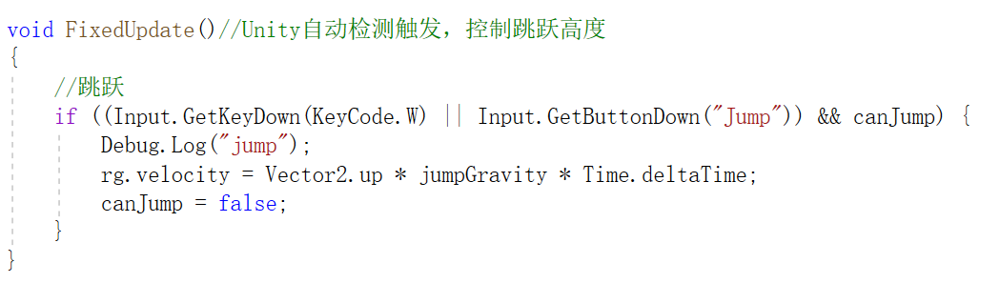 void FixedUpdate()//Unity自动检测触发，控制跳跃高度
{
    //跳跃
    if ((Input.GetKeyDown(KeyCode.W) || Input.GetButtonDown("Jump")) && canJump) {
        Debug.Log("jump");
        rg.velocity = Vector2.up * jumpGravity * Time.deltaTime;
        canJump = false;
    }
}